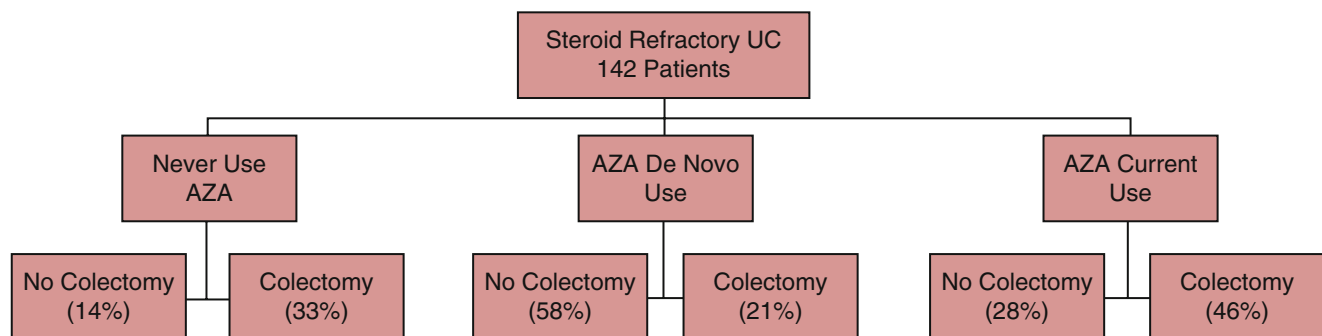 Steroid Refractory UC
142 Patients
Never Use
AZA
AZA De Novo
Use
AZA Current
Use
No Colectomy
(14%)
Colectomy
(33%)
No Colectomy
(58%)
Colectomy
(21%)
No Colectomy
(28%)
Colectomy
(46%)